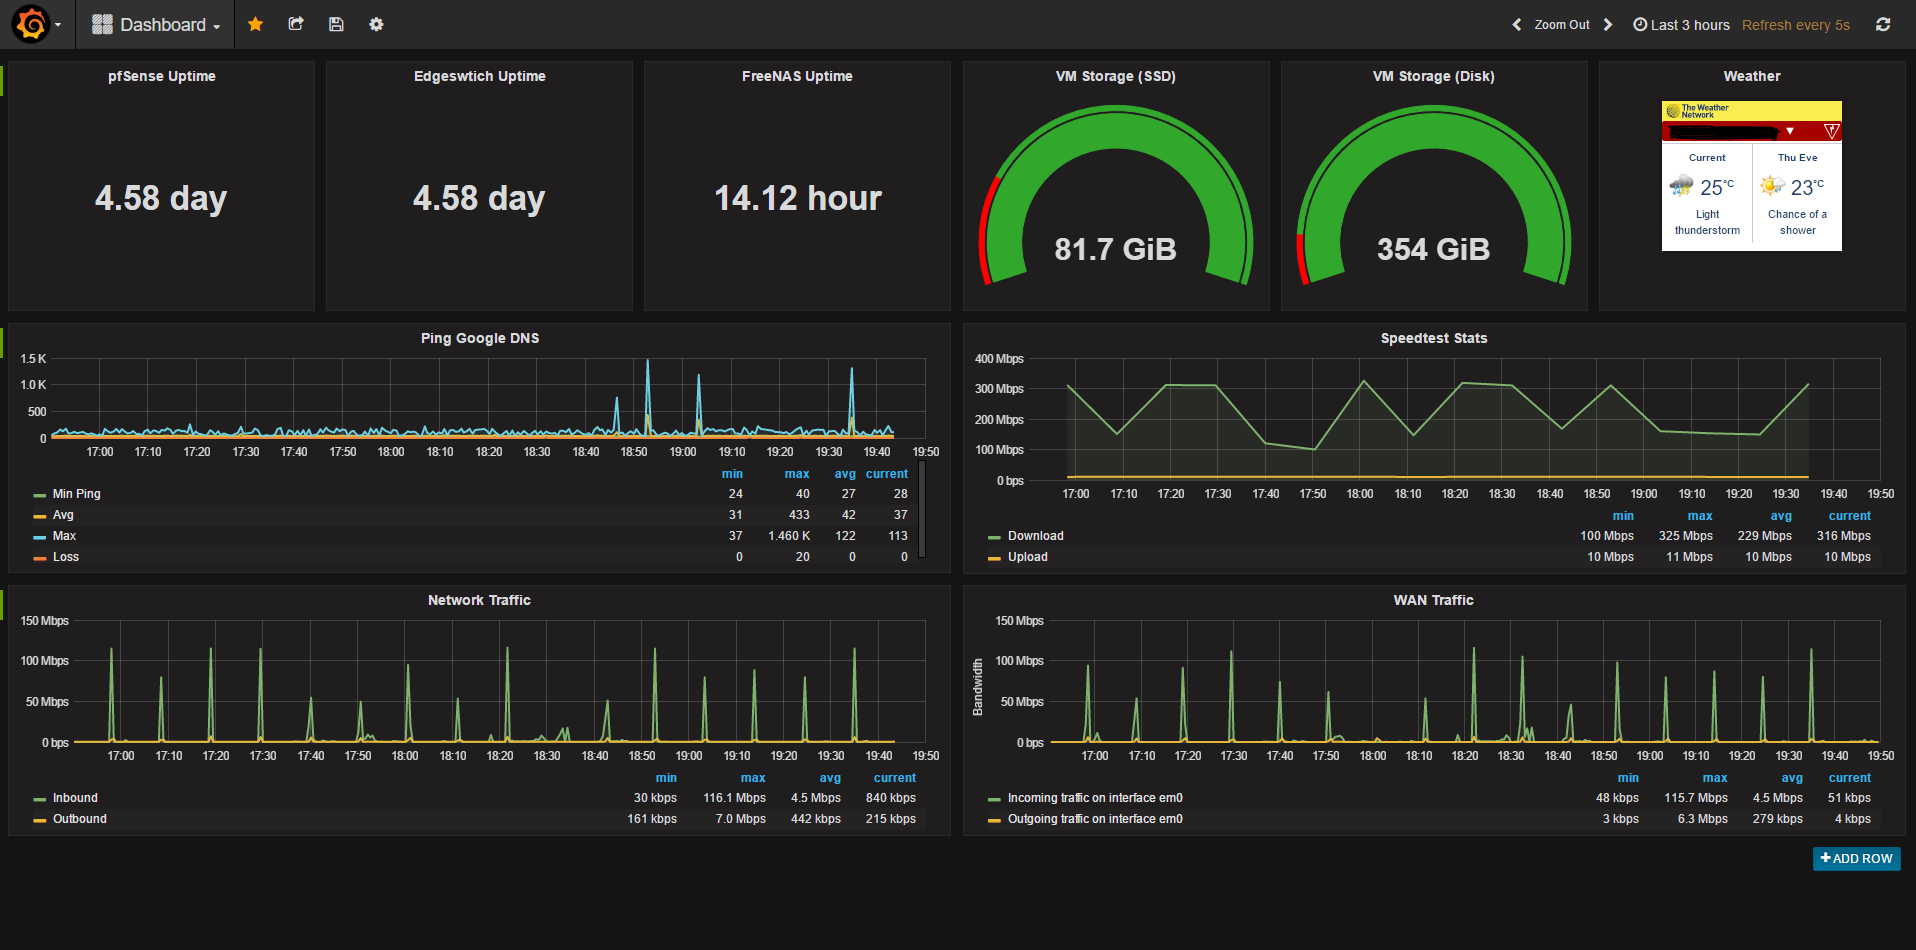 Dashboard
Zoom Out
Last 3 hours
Refresh every 5s
pfSense Uptime
4.58 day
Edgeswtich Uptime
4.58 day
FreeNAS Uptime
14.12 hour
VM Storage (SSD)
81.7 GiB
VM Storage (Disk)
354 GiB
Weather
The Weather
Network
Current
25°C
Light
thunderstorm
Thu Eve
23°C
Chance of a
shower
Ping Google DNS
1.5 K
1.0 K
500
0
17:00 17:10 17:20 17:30 17:40 17:50 18:00 18:10 18:20 18:30 18:40 18:50 19:00 19:10 19:20 19:30 19:40 19:50
min max avg current
Min Ping 24 40 27 28
Avg 31 433 42 37
Max 37 1.460 K 122 113
Loss 0 20 0 0
Speedtest Stats
400 Mbps
300 Mbps
200 Mbps
100 Mbps
0 bps
17:00 17:10 17:20 17:30 17:40 17:50 18:00 18:10 18:20 18:30 18:40 18:50 19:00 19:10 19:20 19:30 19:40 19:50
min max avg current
Download 100 Mbps 325 Mbps 229 Mbps 316 Mbps
Upload 10 Mbps 11 Mbps 10 Mbps 10 Mbps
Network Traffic
150 Mbps
100 Mbps
50 Mbps
0 bps
17:00 17:10 17:20 17:30 17:40 17:50 18:00 18:10 18:20 18:30 18:40 18:50 19:00 19:10 19:20 19:30 19:40 19:50
min max avg current
Inbound 30 kbps 116.1 Mbps 4.5 Mbps 840 kbps
Outbound 161 kbps 7.0 Mbps 442 kbps 215 kbps
WAN Traffic
Bandwidth
150 Mbps
100 Mbps
50 Mbps
0 bps
17:00 17:10 17:20 17:30 17:40 17:50 18:00 18:10 18:20 18:30 18:40 18:50 19:00 19:10 19:20 19:30 19:40 19:50
min max avg current
Incoming traffic on interface em0 48 kbps 115.7 Mbps 4.5 Mbps 51 kbps
Outgoing traffic on interface em0 3 kbps 6.3 Mbps 279 kbps 4 kbps
+ADD ROW